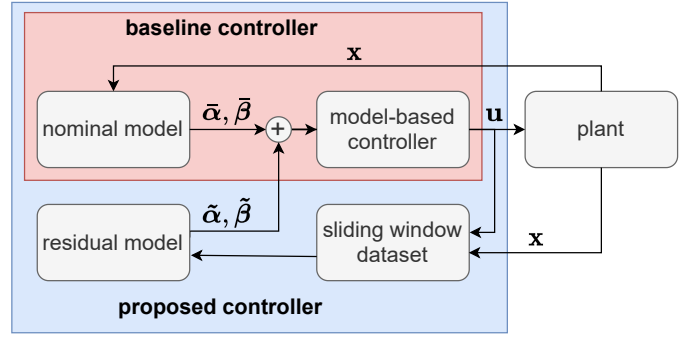 baseline controller
x
nominal model
ᾱ, β̄
+
model-based
controller
u
plant
α̃, β̃
residual model
sliding window
dataset
x
proposed controller